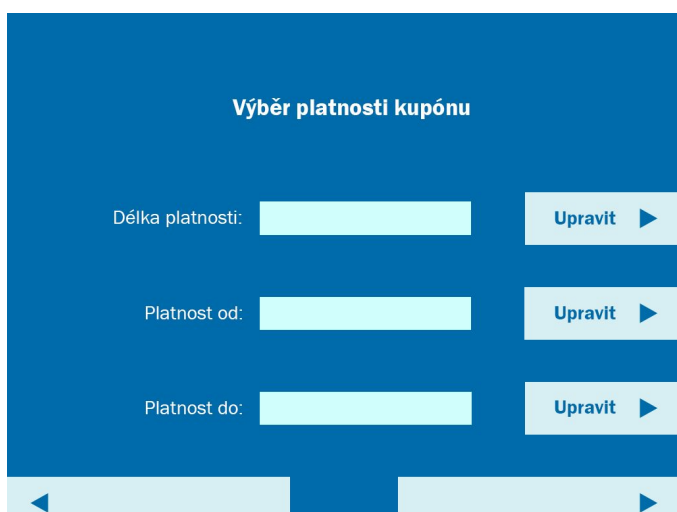 Výběr platnosti kupónu
Délka platnosti: Upravit
Platnost od: Upravit
Platnost do: Upravit